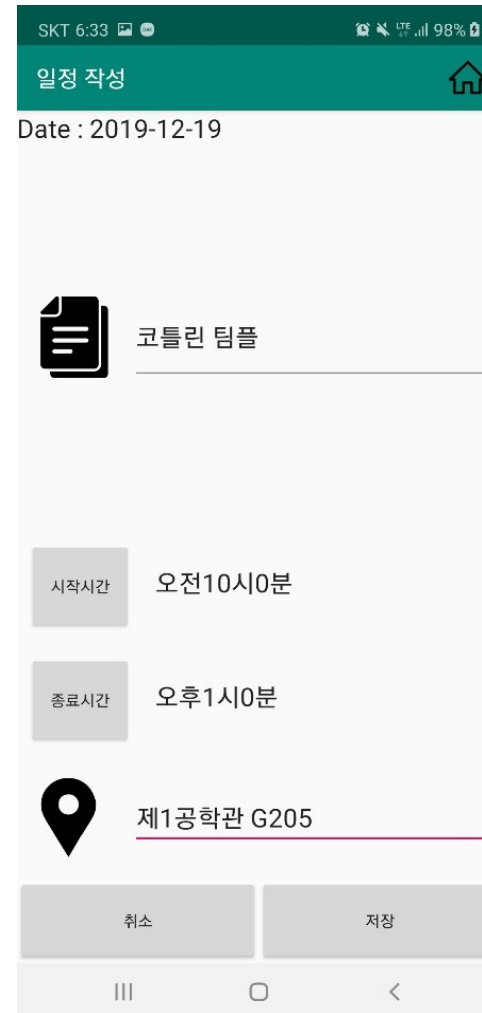 SKT 6:33
LTE 98%
일정 작성
Date : 2019-12-19
코틀린 팀플
시작시간 오전10시0분
종료시간 오후1시0분
제1공학관 G205
취소 저장